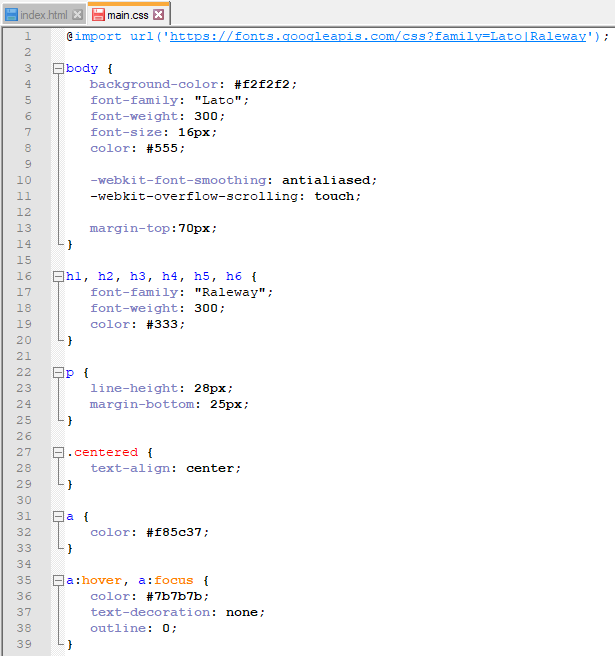 index.html main.css
1 @import url('https://fonts.googleapis.com/css?family=Lato|Raleway');
2
3 body {
4 background-color: #f2f2f2;
5 font-family: "Lato";
6 font-weight: 300;
7 font-size: 16px;
8 color: #555;
9
10 -webkit-font-smoothing: antialiased;
11 -webkit-overflow-scrolling: touch;
12
13 margin-top:70px;
14 }
15
16 h1, h2, h3, h4, h5, h6 {
17 font-family: "Raleway";
18 font-weight: 300;
19 color: #333;
20 }
21
22 p {
23 line-height: 28px;
24 margin-bottom: 25px;
25 }
26
27 .centered {
28 text-align: center;
29 }
30
31 a {
32 color: #f85c37;
33 }
34
35 a:hover, a:focus {
36 color: #7b7b7b;
37 text-decoration: none;
38 outline: 0;
39 }